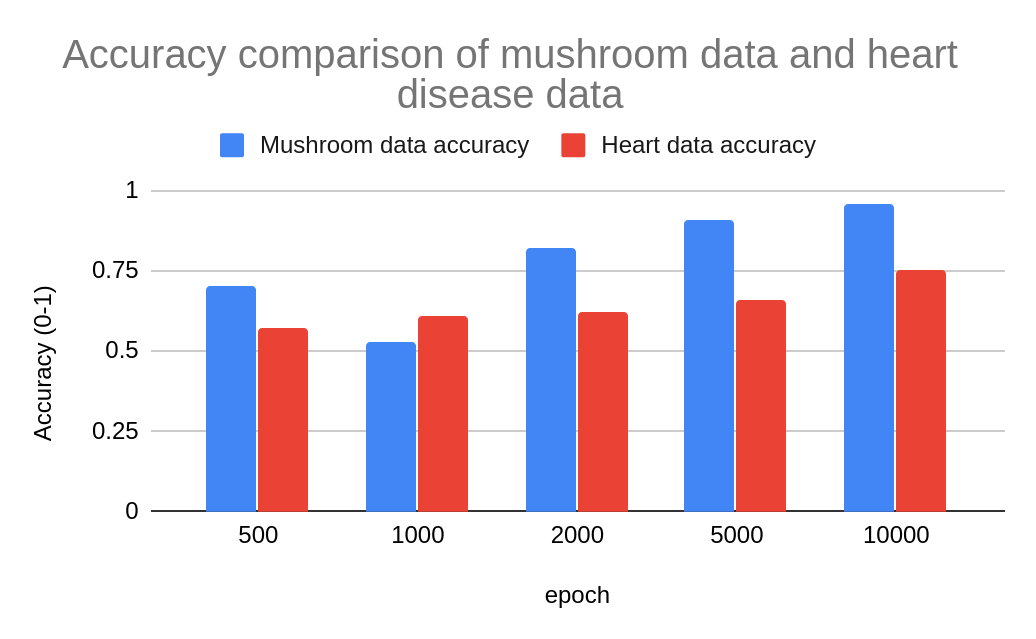 Accuracy comparison of mushroom data and heart
disease data
Mushroom data accuracy
Heart data accuracy
1
0.75
0.5
0.25
0
Accuracy (0-1)
500
1000
2000
5000
10000
epoch